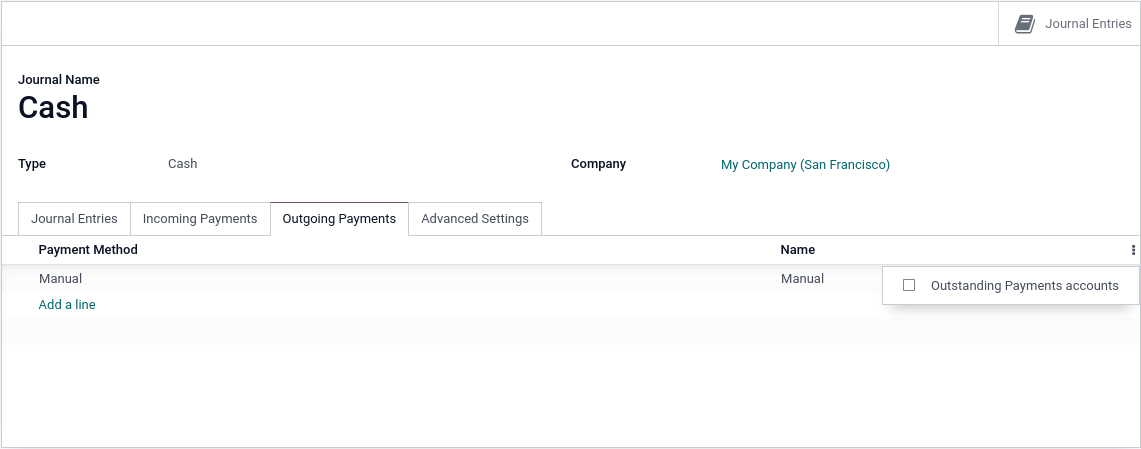 Journal Entries
Journal Name
Cash
Type Cash Company My Company (San Francisco)
Journal Entries Incoming Payments Outgoing Payments Advanced Settings
Payment Method Name
Manual Manual
Outstanding Payments accounts
Add a line